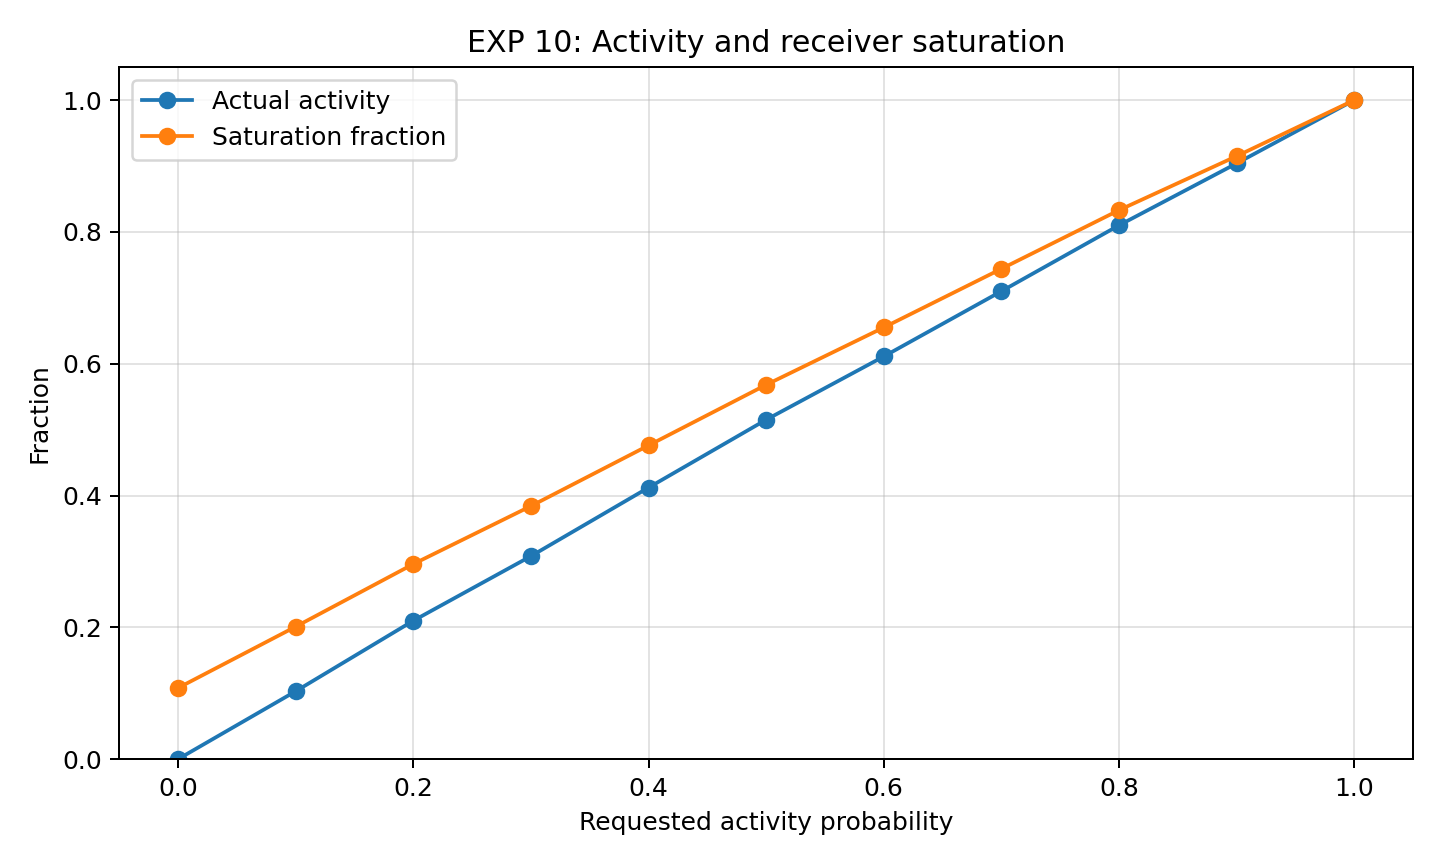 EXP 10: Activity and receiver saturation
Actual activity
Saturation fraction
1.0
0.8
0.6
0.4
0.2
0.0
Fraction
0.0 0.2 0.4 0.6 0.8 1.0
Requested activity probability